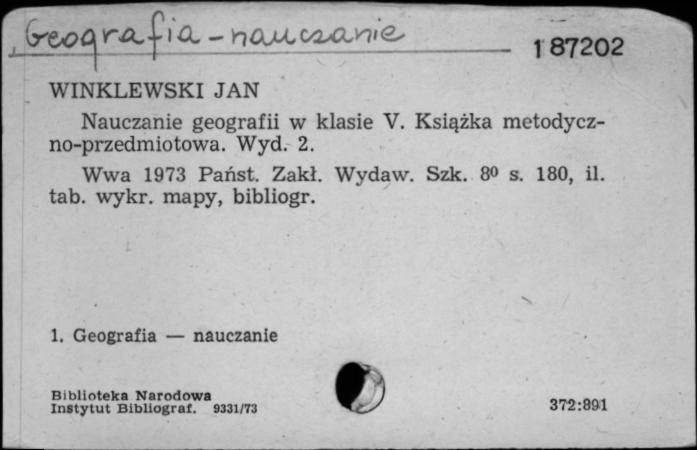 Geografia - nauczanie
187202
WINKLEWSKI JAN
Nauczanie geografii w klasie V. Książka metodycz-
no-przedmiotowa. Wyd. 2.
Wwa 1973 Państ. Zakł. Wydaw. Szk. 8⁰ s. 180, il.
tab. wykr. mapy, bibliogr.
1. Geografia — nauczanie
Biblioteka Narodowa
Instytut Bibliograf. 9331/73
372:891